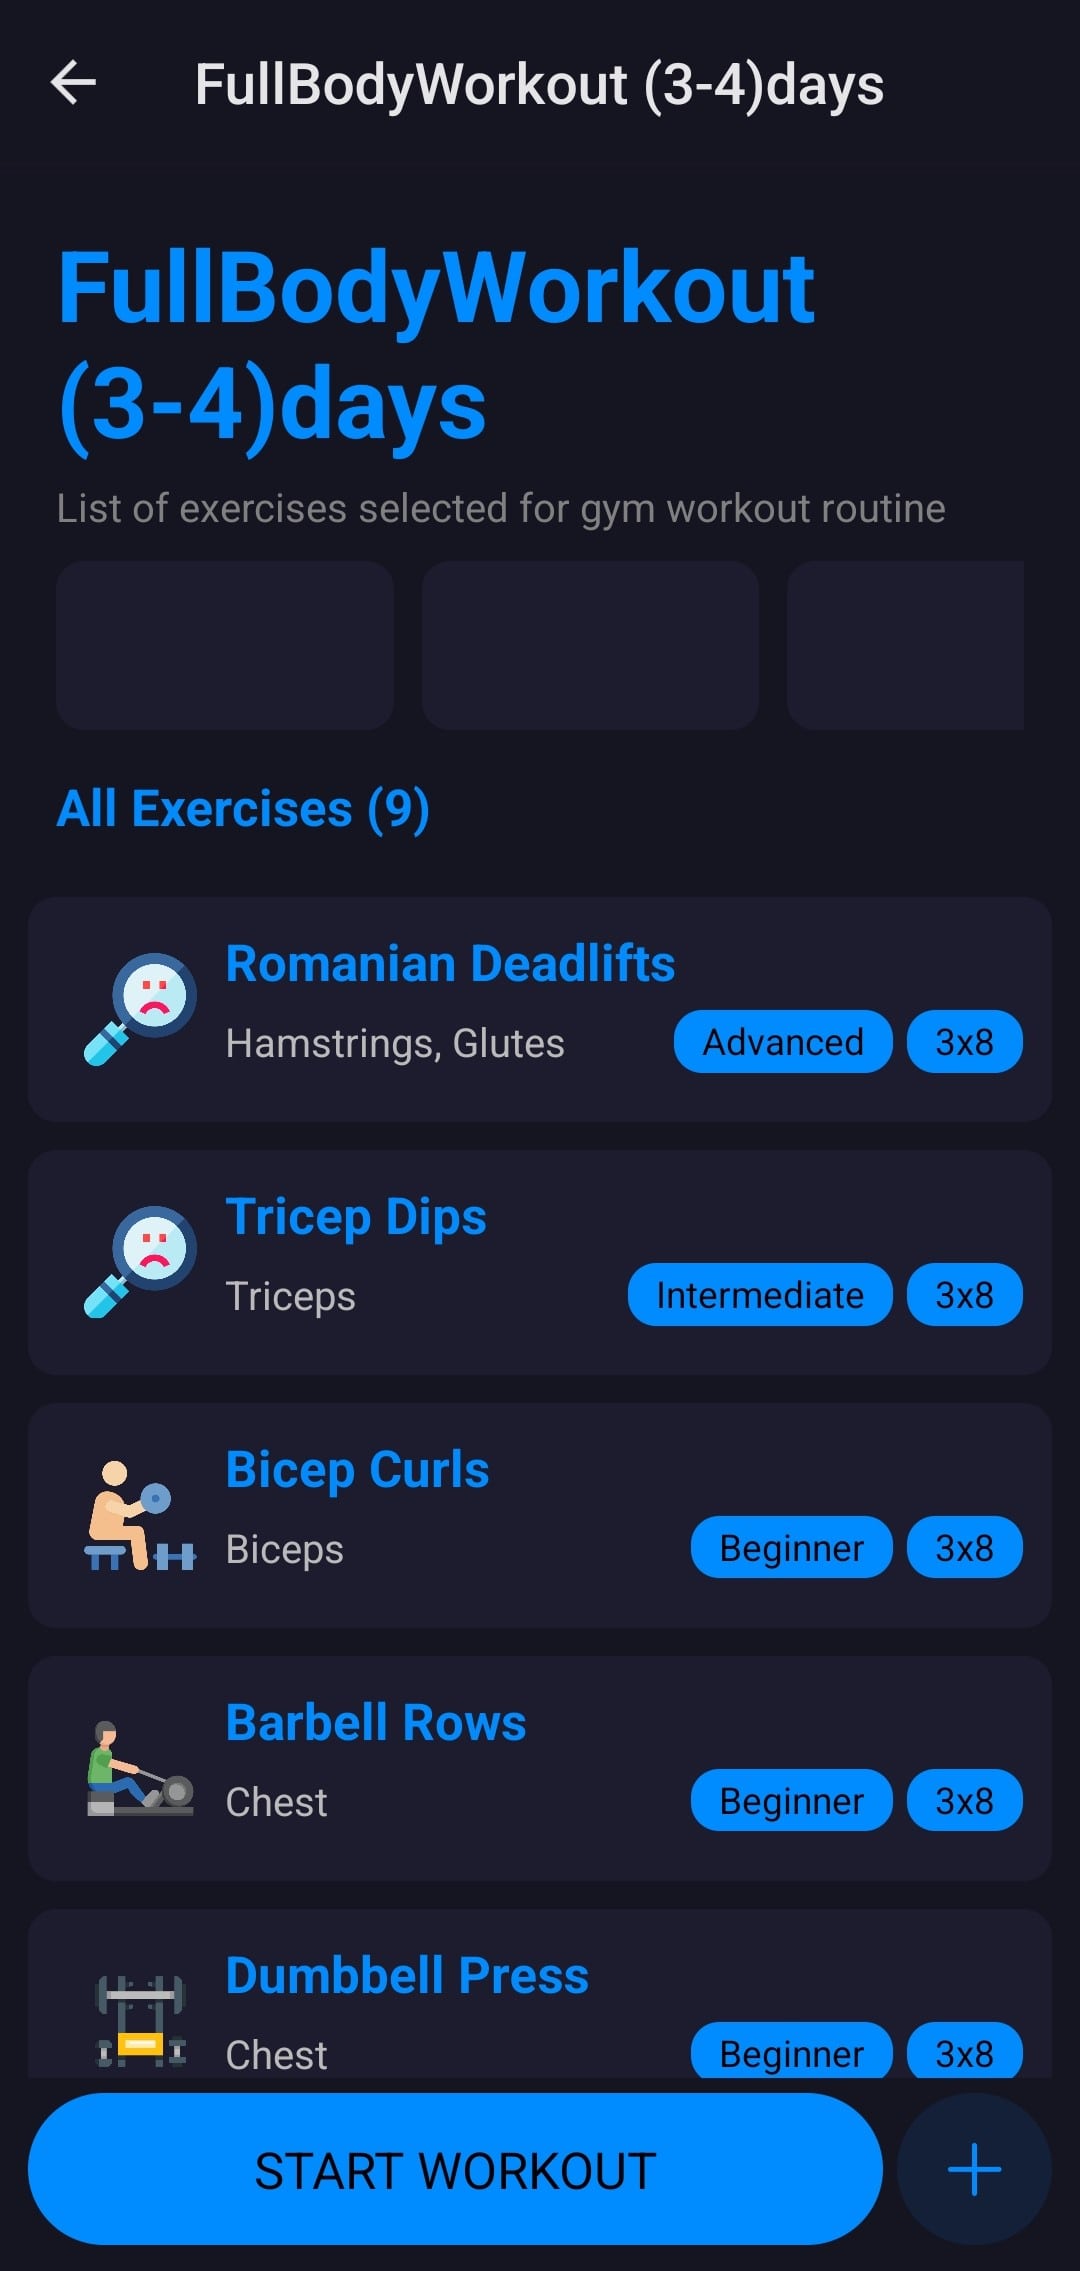 FullBodyWorkout (3-4)days
FullBodyWorkout
(3-4)days
List of exercises selected for gym workout routine
All Exercises (9)
Romanian Deadlifts
Hamstrings, Glutes Advanced 3x8
Tricep Dips
Triceps Intermediate 3x8
Bicep Curls
Biceps Beginner 3x8
Barbell Rows
Chest Beginner 3x8
Dumbbell Press
Chest Beginner 3x8
START WORKOUT